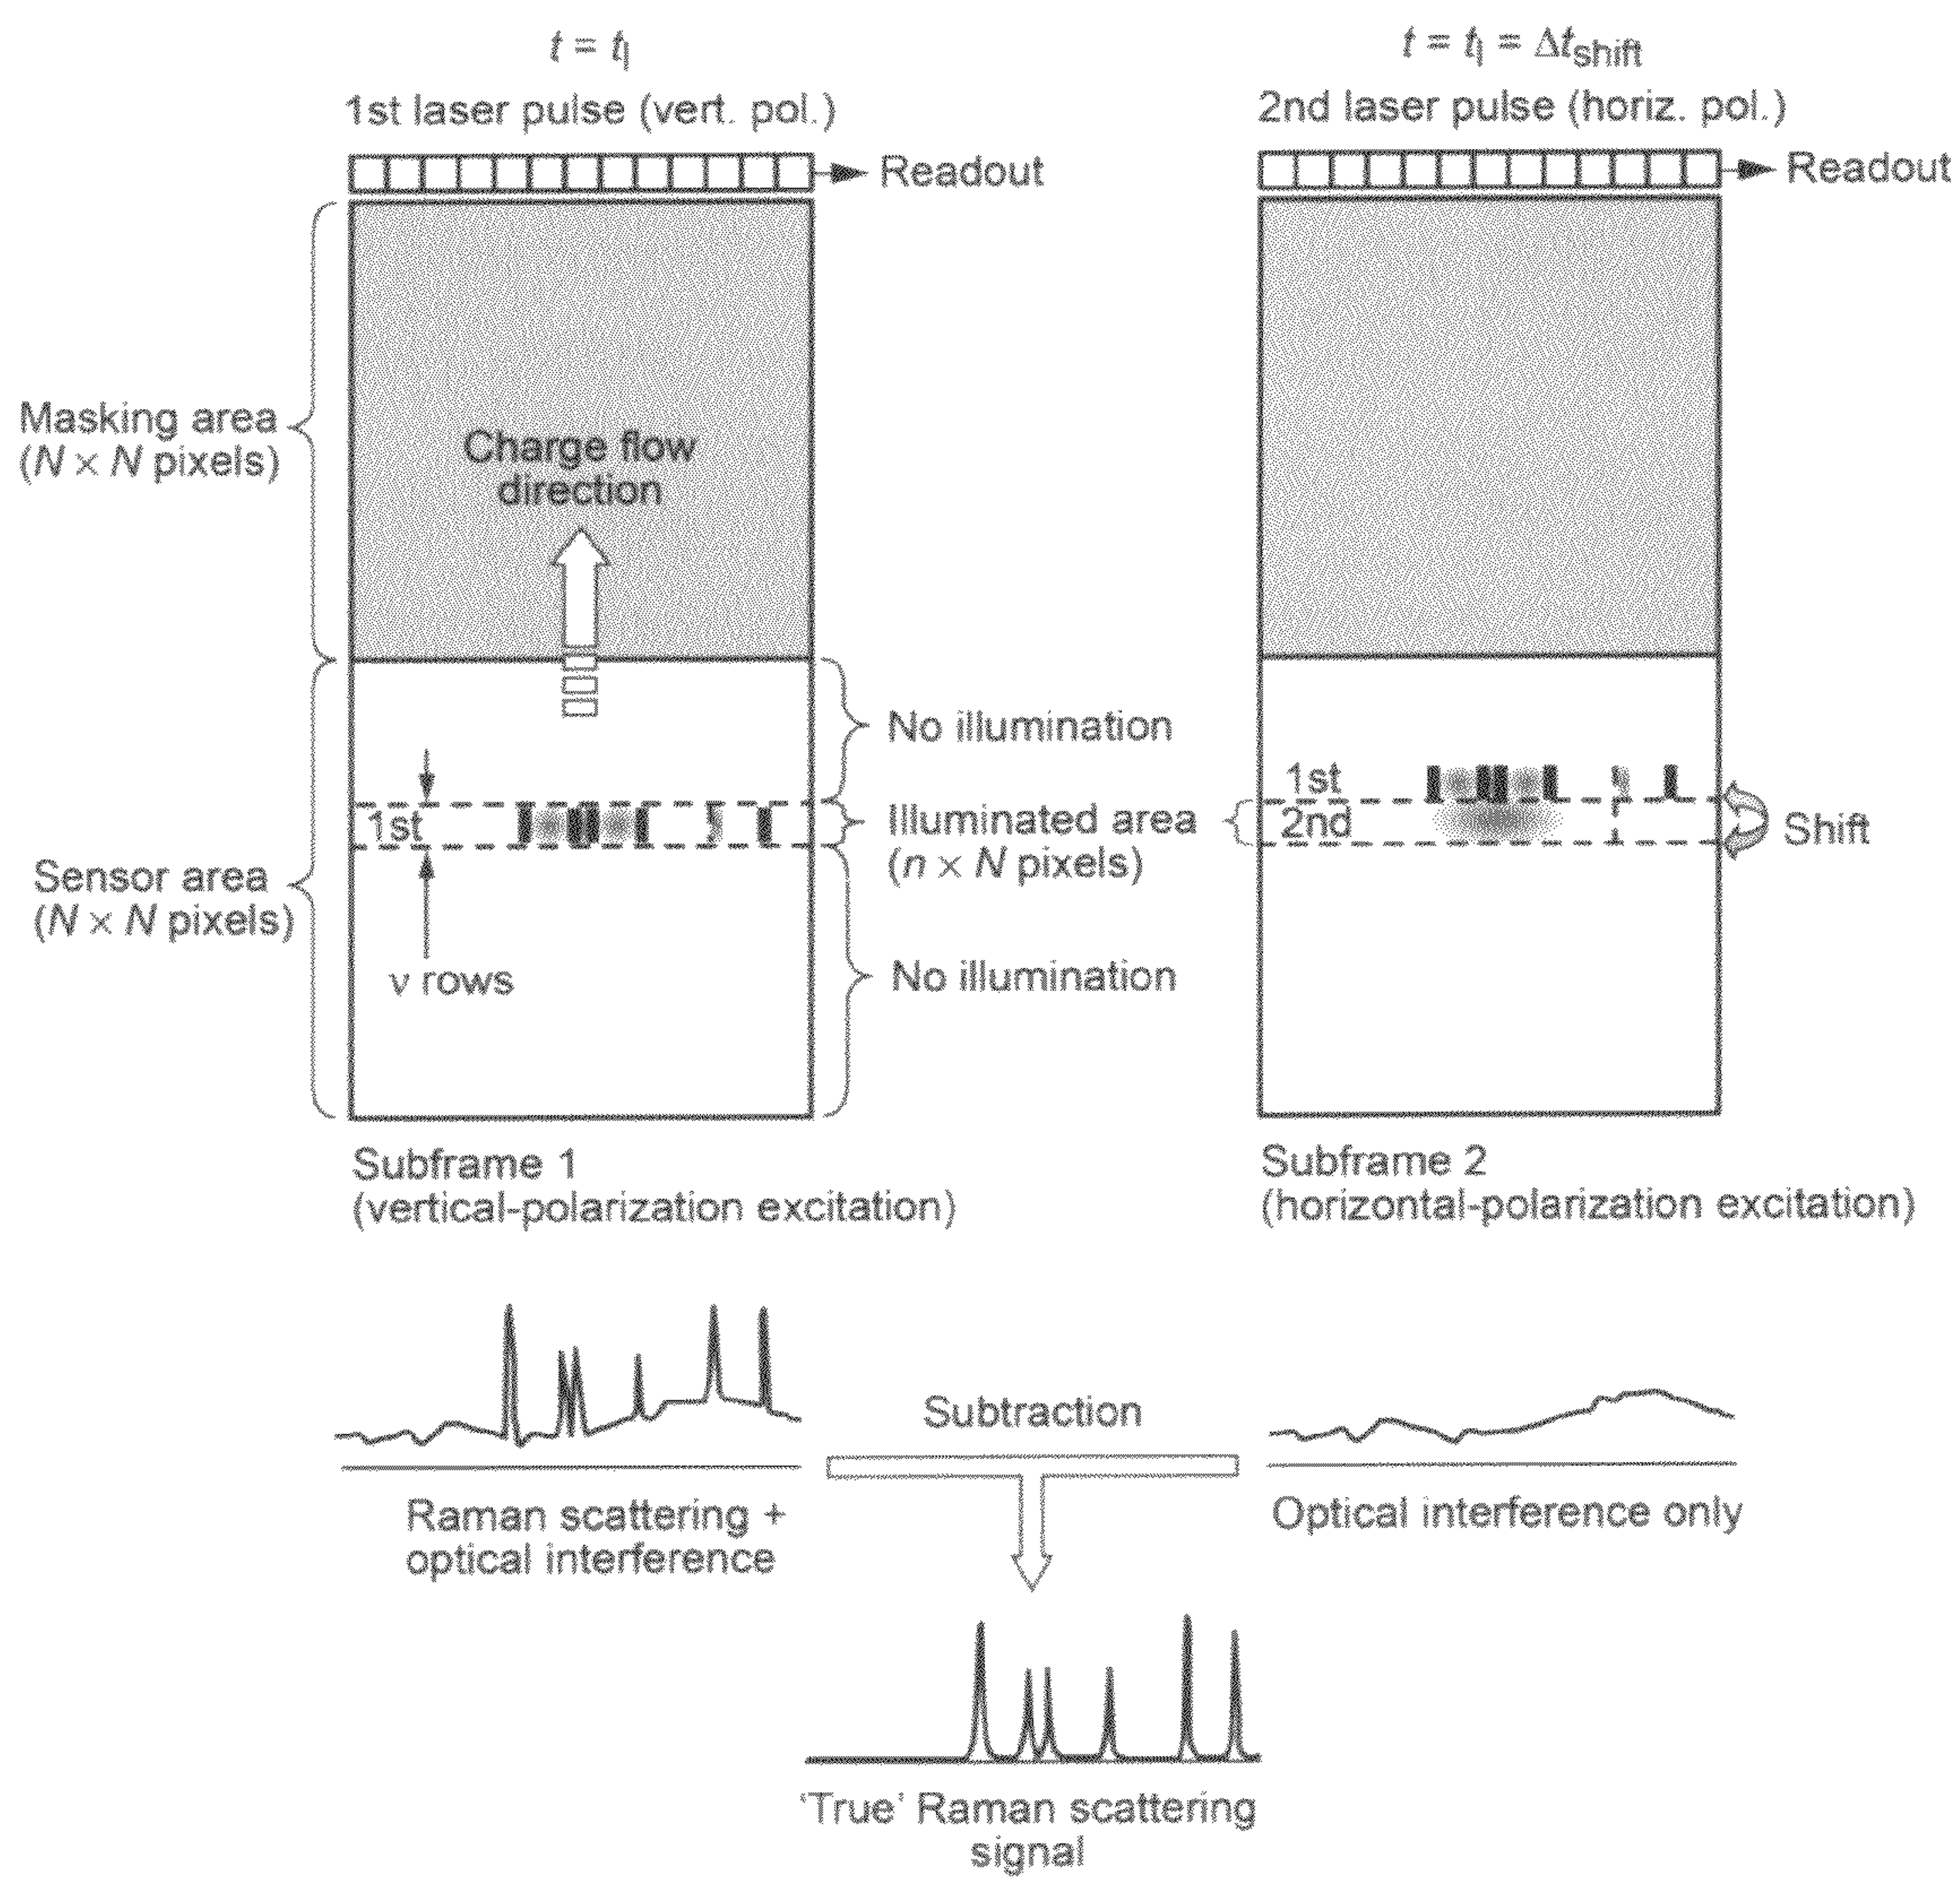 t = tI
1st laser pulse (vert. pol.)
Readout
Masking area
(N × N pixels)
Charge flow
direction
No illumination
1st
Illuminated area
(n × N pixels)
Sensor area
(N × N pixels)
ν rows
No illumination
Subframe 1
(vertical-polarization excitation)
t = tI = Δtshift
2nd laser pulse (horiz. pol.)
Readout
1st
2nd
Shift
Subframe 2
(horizontal-polarization excitation)
Subtraction
Raman scattering +
optical interference
Optical interference only
‘True’ Raman scattering
signal